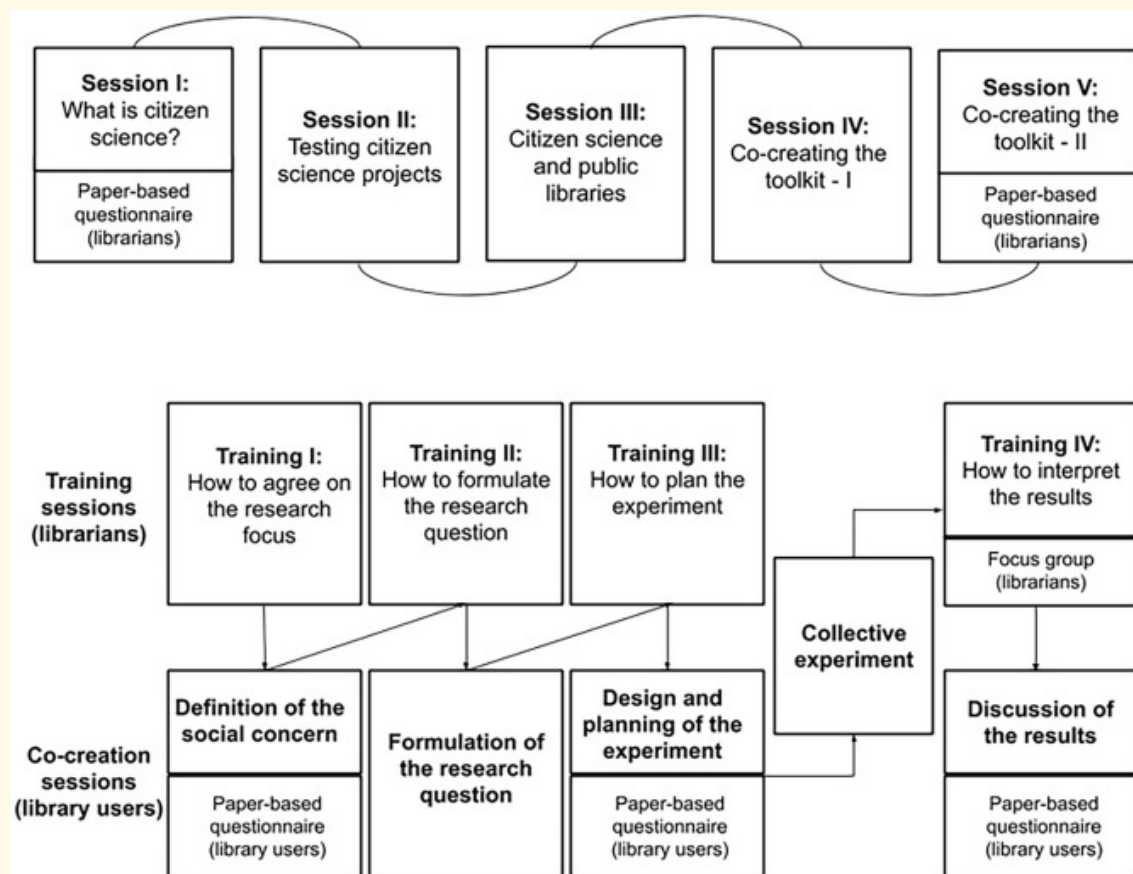 Session I:
What is citizen
science?
Paper-based
questionnaire
(librarians)
Session II:
Testing citizen
science projects
Session III:
Citizen science
and public
libraries
Session IV:
Co-creating the
toolkit - I
Session V:
Co-creating the
toolkit - II
Paper-based
questionnaire
(librarians)
Training
sessions
(librarians)
Training I:
How to agree on
the research
focus
Training II:
How to formulate
the research
question
Training III:
How to plan the
experiment
Training IV:
How to interpret
the results
Focus group
(librarians)
Collective
experiment
Co-creation
sessions
(library users)
Definition of the
social concern
Paper-based
questionnaire
(library users)
Formulation of
the research
question
Design and
planning of the
experiment
Paper-based
questionnaire
(library users)
Discussion of
the results
Paper-based
questionnaire
(library users)